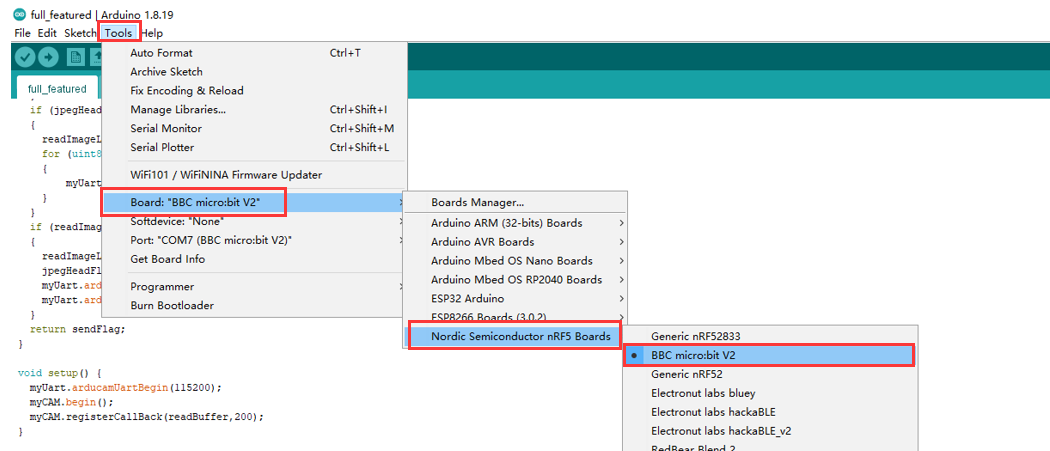 full_featured | Arduino 1.8.19
File Edit Sketch Tools Help
full_featured
Auto Format Ctrl+T
Archive Sketch
Fix Encoding & Reload
Manage Libraries... Ctrl+Shift+I
Serial Monitor Ctrl+Shift+M
Serial Plotter Ctrl+Shift+L
WiFi101 / WiFiNINA Firmware Updater
Board: "BBC micro:bit V2"
Softdevice: "None"
Port: "COM7 (BBC micro:bit V2)"
Get Board Info
Programmer
Burn Bootloader
Boards Manager...
Arduino ARM (32-bits) Boards
Arduino AVR Boards
Arduino Mbed OS Nano Boards
Arduino Mbed OS RP2040 Boards
ESP32 Arduino
ESP8266 Boards (3.0.2)
Nordic Semiconductor nRF5 Boards
Generic nRF52833
BBC micro:bit V2
Generic nRF52
Electronut labs bluey
Electronut labs hackaBLE
Electronut labs hackaBLE_v2
RedBear Blend 2
if (jpegHead
{
readImageL
for (uint8
{
myUart
}
}
if (readImag
{
readImageL
jpegHeadFl
myUart.ard
myUart.ard
}
return sendFlag;
}
void setup() {
myUart.arducamUartBegin(115200);
myCAM.begin();
myCAM.registerCallBack(readBuffer,200);
}